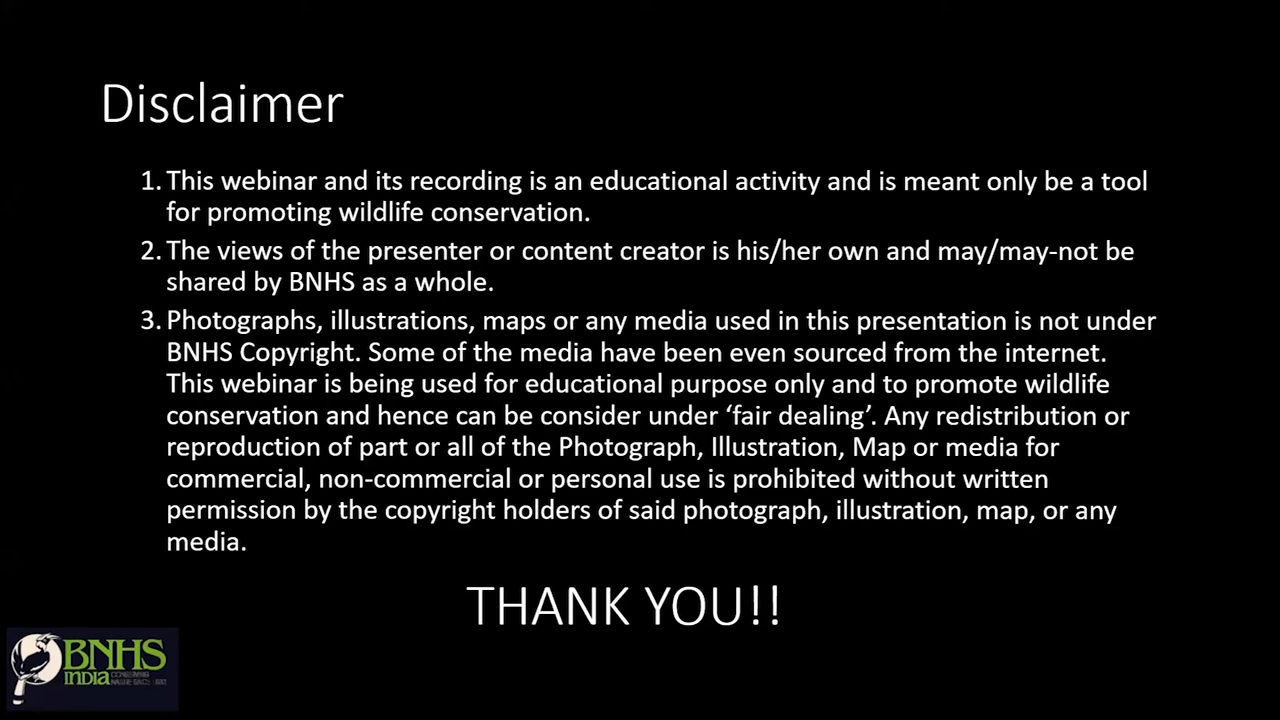 Disclaimer
1. This webinar and its recording is an educational activity and is meant only be a tool
for promoting wildlife conservation.
2. The views of the presenter or content creator is his/her own and may/may-not be
shared by BNHS as a whole.
3. Photographs, illustrations, maps or any media used in this presentation is not under
BNHS Copyright. Some of the media have been even sourced from the internet.
This webinar is being used for educational purpose only and to promote wildlife
conservation and hence can be consider under ‘fair dealing’. Any redistribution or
reproduction of part or all of the Photograph, Illustration, Map or media for
commercial, non-commercial or personal use is prohibited without written
permission by the copyright holders of said photograph, illustration, map, or any
media.
THANK YOU!!
BNHS
INDIA